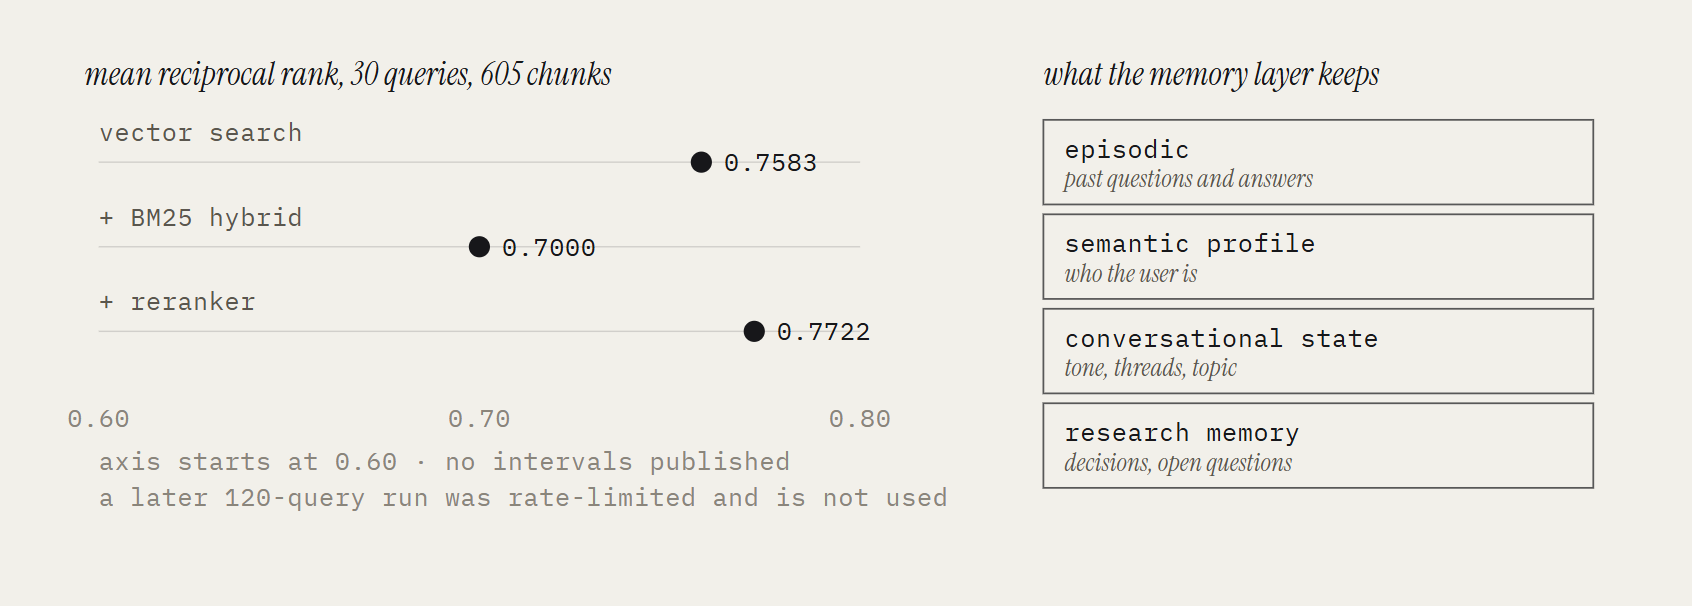 mean reciprocal rank, 30 queries, 605 chunks
vector search
0.7583
+ BM25 hybrid
0.7000
+ reranker
0.7722
0.60 0.70 0.80
axis starts at 0.60 · no intervals published
a later 120-query run was rate-limited and is not used
what the memory layer keeps
episodic
past questions and answers
semantic profile
who the user is
conversational state
tone, threads, topic
research memory
decisions, open questions